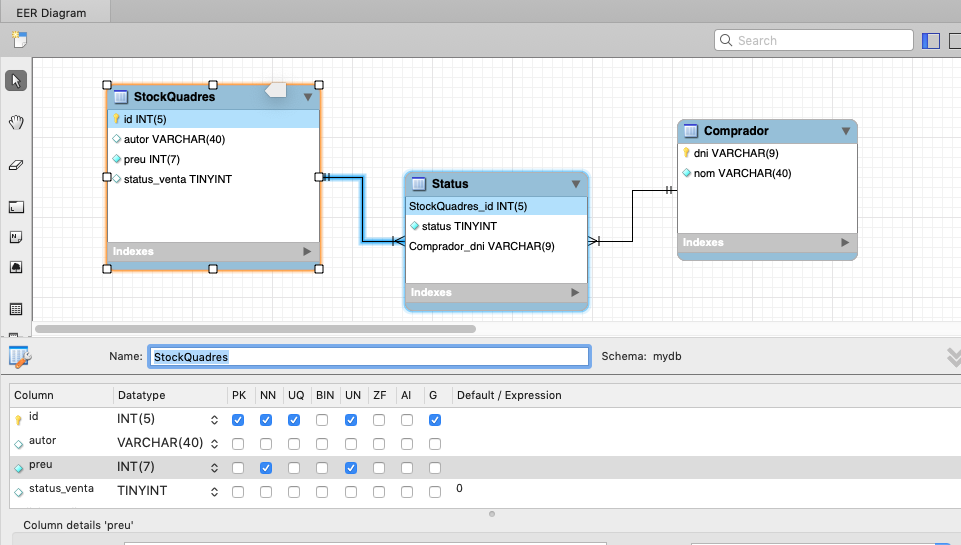 EER Diagram
Search
StockQuadres
id INT(5)
autor VARCHAR(40)
preu INT(7)
status_venta TINYINT
Indexes
Status
StockQuadres_id INT(5)
status TINYINT
Comprador_dni VARCHAR(9)
Indexes
Comprador
dni VARCHAR(9)
nom VARCHAR(40)
Indexes
Name: StockQuadres Schema: mydb
Column Datatype PK NN UQ BIN UN ZF AI G Default / Expression
id INT(5)
autor VARCHAR(40)
preu INT(7)
status_venta TINYINT 0
Column details 'preu'